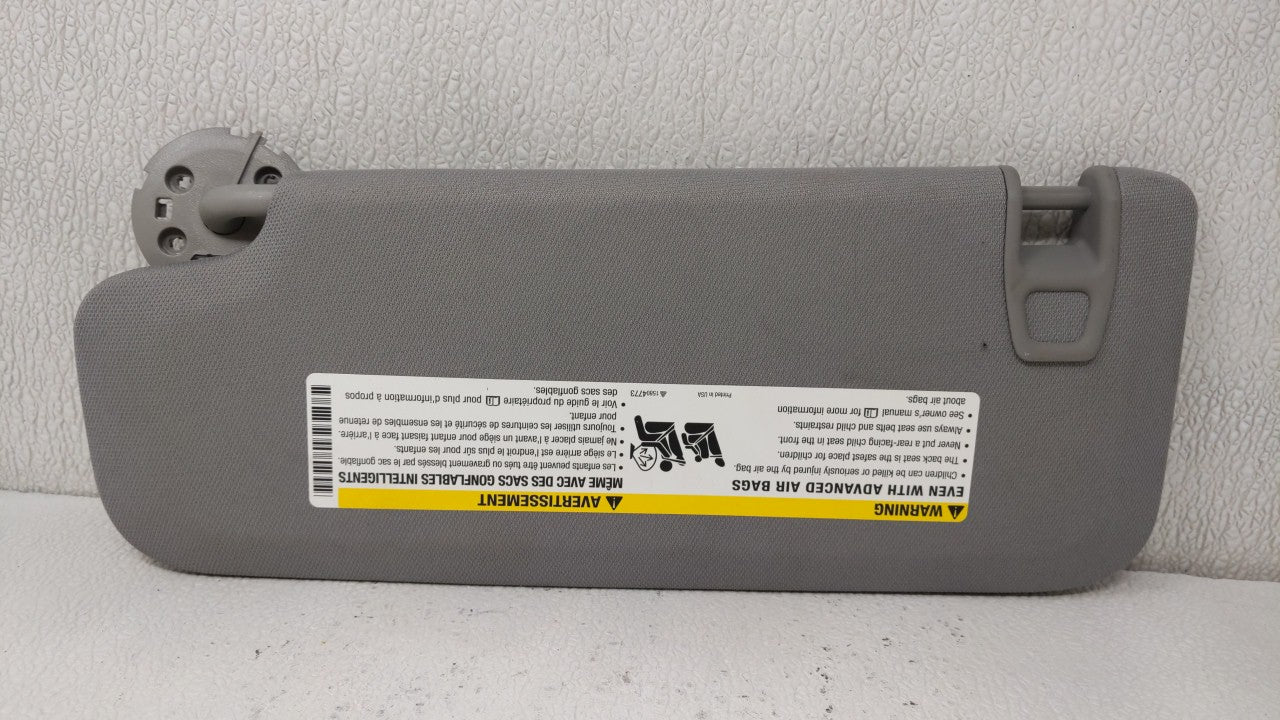 WARNING
EVEN WITH ADVANCED AIR BAGS
• Children can be killed or seriously injured by the air bag.
• The back seat is the safest place for children.
• Never put a rear-facing child seat in the front.
• Always use seat belts and child restraints.
• See owner's manual for more information
about air bags.
Printed in USA
15864773
AVERTISSEMENT
MÊME AVEC DES SACS GONFLABLES INTELLIGENTS
• Les enfants peuvent être tués ou gravement blessés par le sac gonflable.
• Le siège arrière est l'endroit le plus sûr pour les enfants.
• Ne jamais placer à l'avant un siège pour enfant faisant face à l'arrière.
• Toujours utiliser les ceintures de sécurité et les ensembles de retenue
pour enfant.
• Voir le guide du propriétaire pour plus d'information à propos
des sacs gonflables.